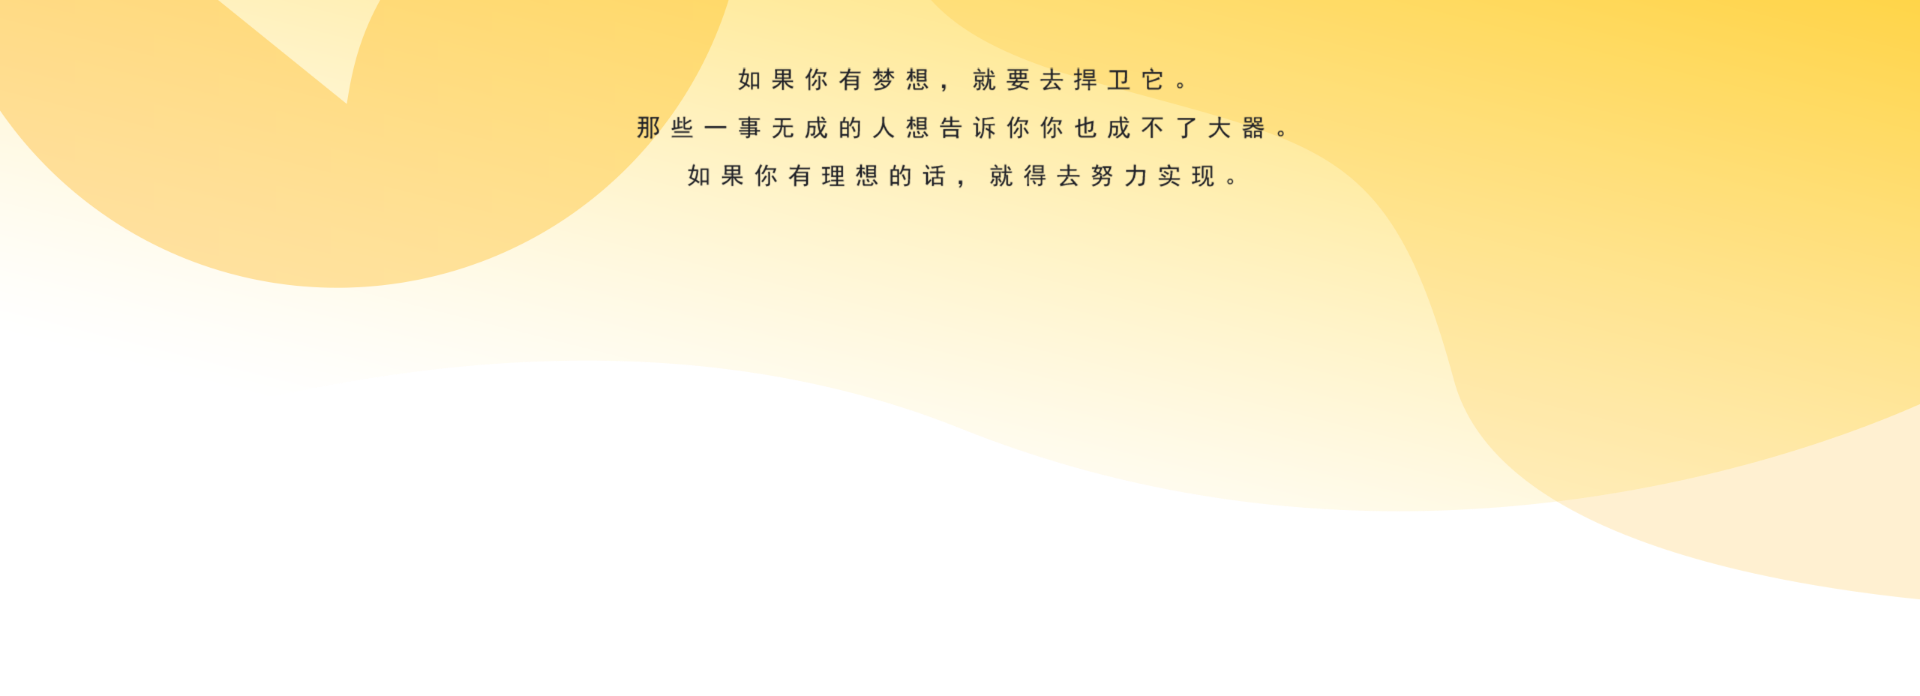 如果你有梦想，就要去捍卫它。
那些一事无成的人想告诉你你也成不了大器。
如果你有理想的话，就得去努力实现。